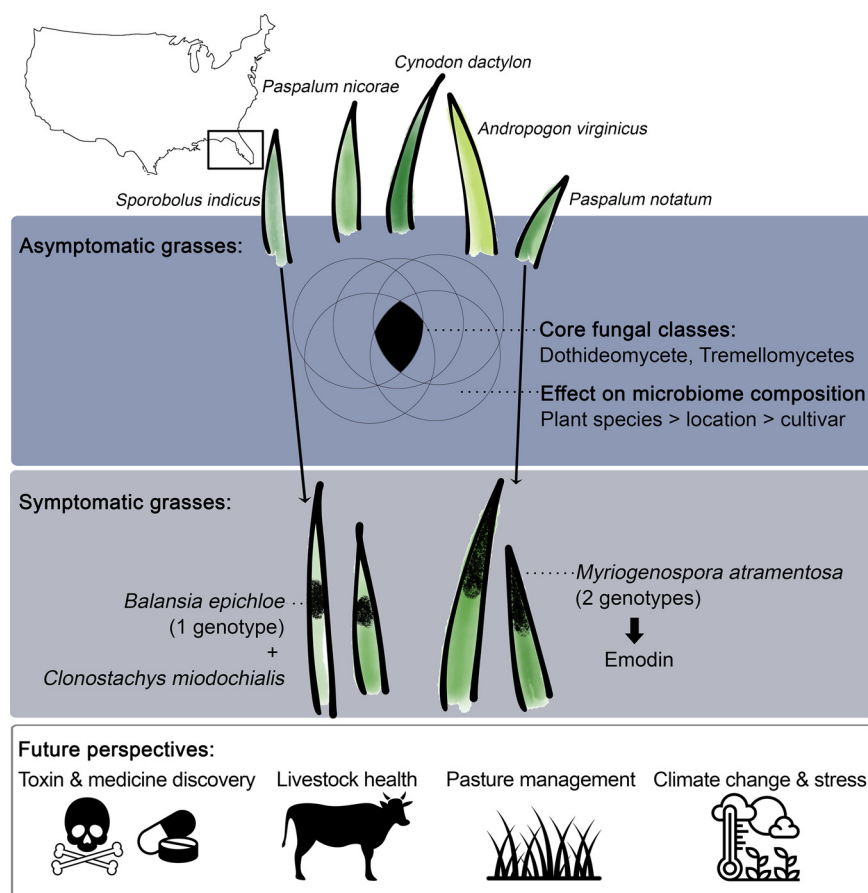 Cynodon dactylon
Paspalum nicorae
Andropogon virginicus
Sporobolus indicus
Paspalum notatum
Asymptomatic grasses:
Core fungal classes:
Dothideomycete, Tremellomycetes
Effect on microbiome composition
Plant species > location > cultivar
Symptomatic grasses:
Balansia epichloe
(1 genotype)
+
Clonostachys miodochialis
Myriogenospora atramentosa
(2 genotypes)
Emodin
Future perspectives:
Toxin & medicine discovery
Livestock health
Pasture management
Climate change & stress